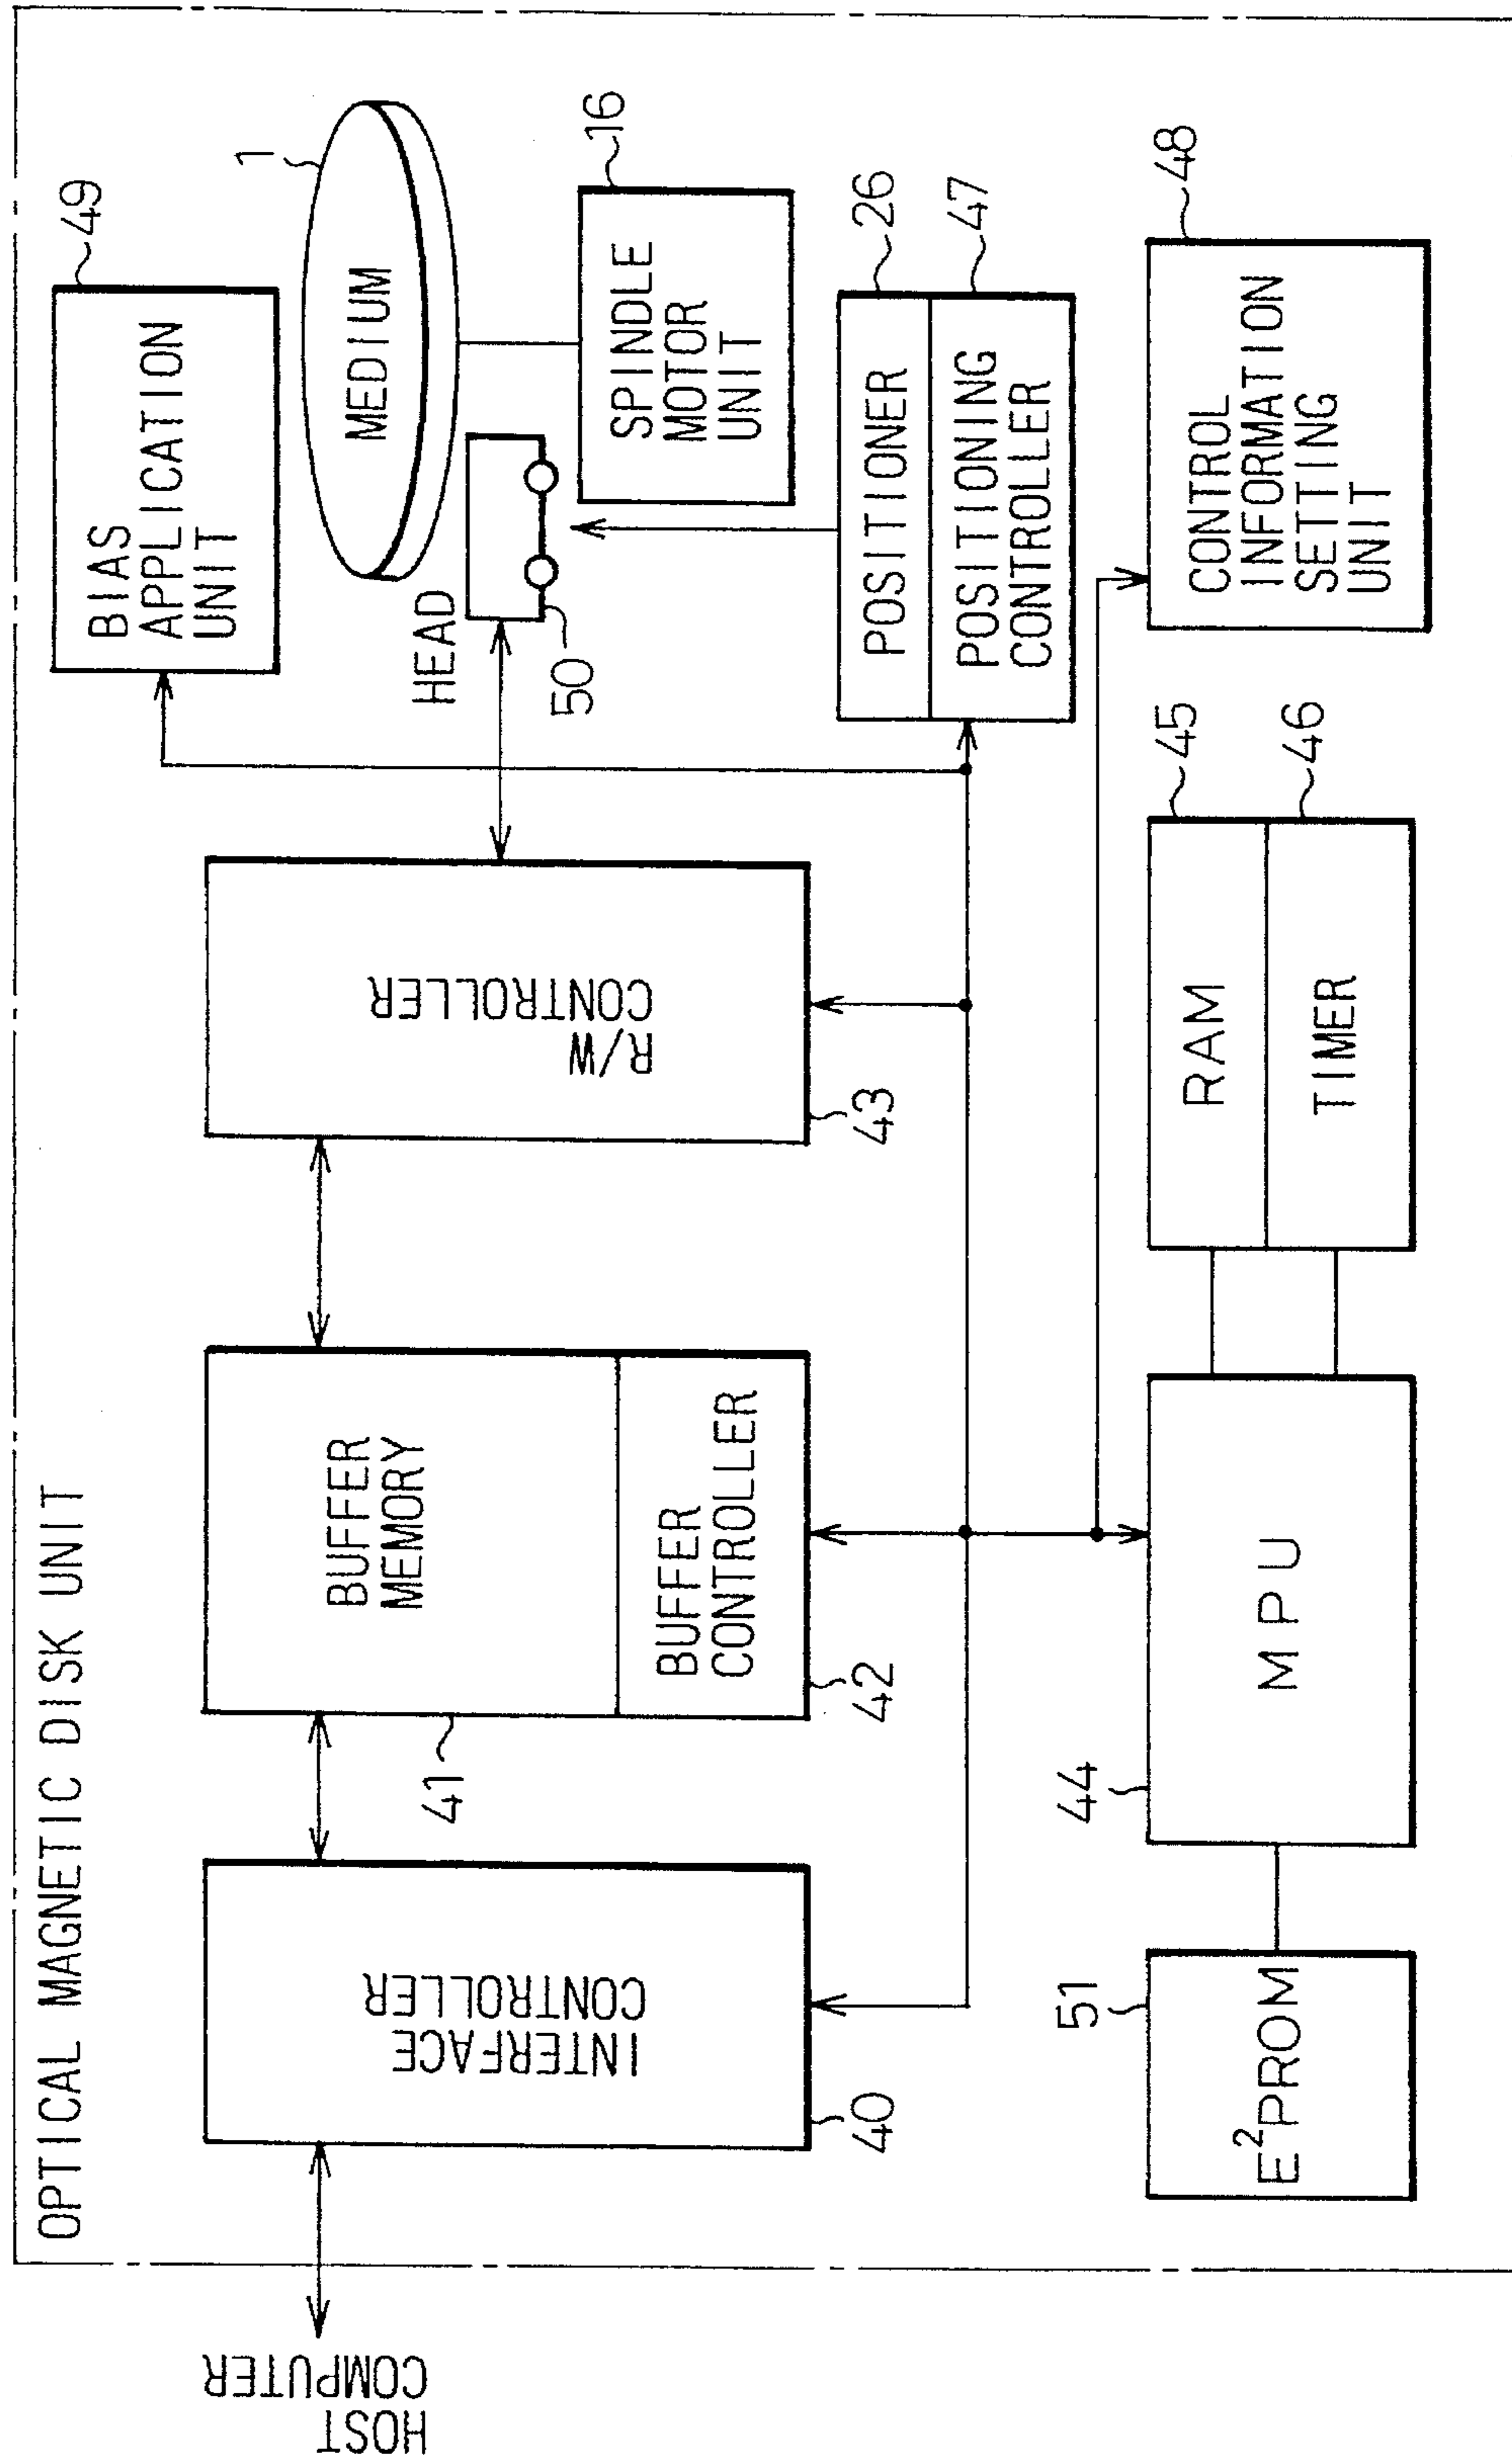 OPTICAL MAGNETIC DISK UNIT
HOST
COMPUTER
INTERFACE
CONTROLLER
40
BUFFER
MEMORY
41
BUFFER
CONTROLLER
42
R/W
CONTROLLER
43
BIAS
APPLICATION
UNIT
49
MEDIUM
1
HEAD
50
SPINDLE
MOTOR
UNIT
16
POSITIONER
26
POSITIONING
CONTROLLER
47
E²PROM
51
MPU
44
RAM
45
TIMER
46
CONTROL
INFORMATION
SETTING
UNIT
48